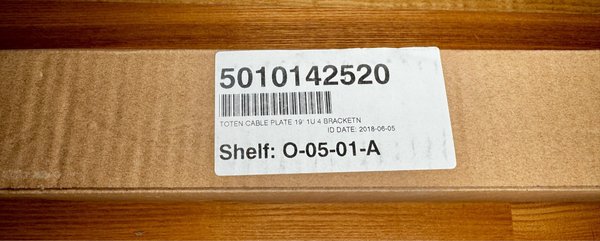 5010142520
TOTEN CABLE PLATE 19' 1U 4 BRACKETN
ID DATE: 2018-06-05
Shelf: O-05-01-A